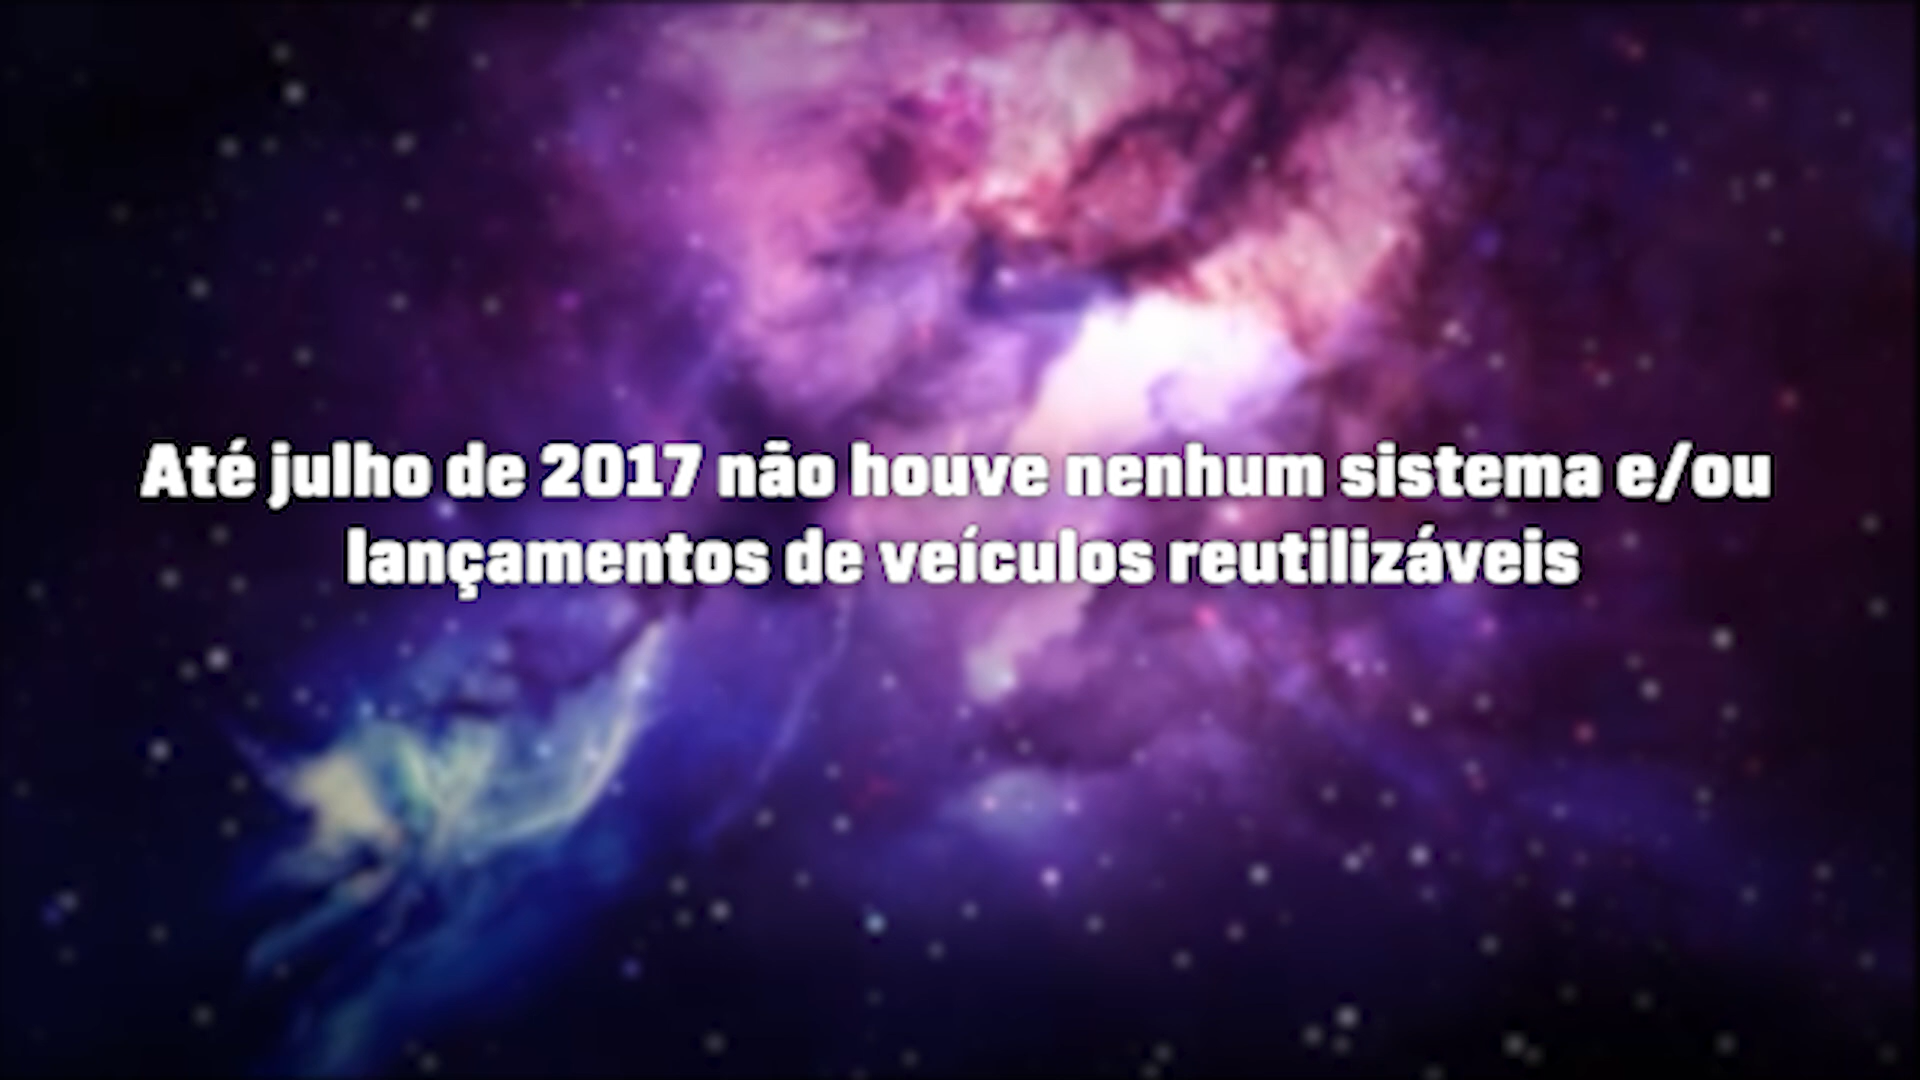 Até julho de 2017 não houve nenhum sistema e/ou
lançamentos de veículos reutilizáveis